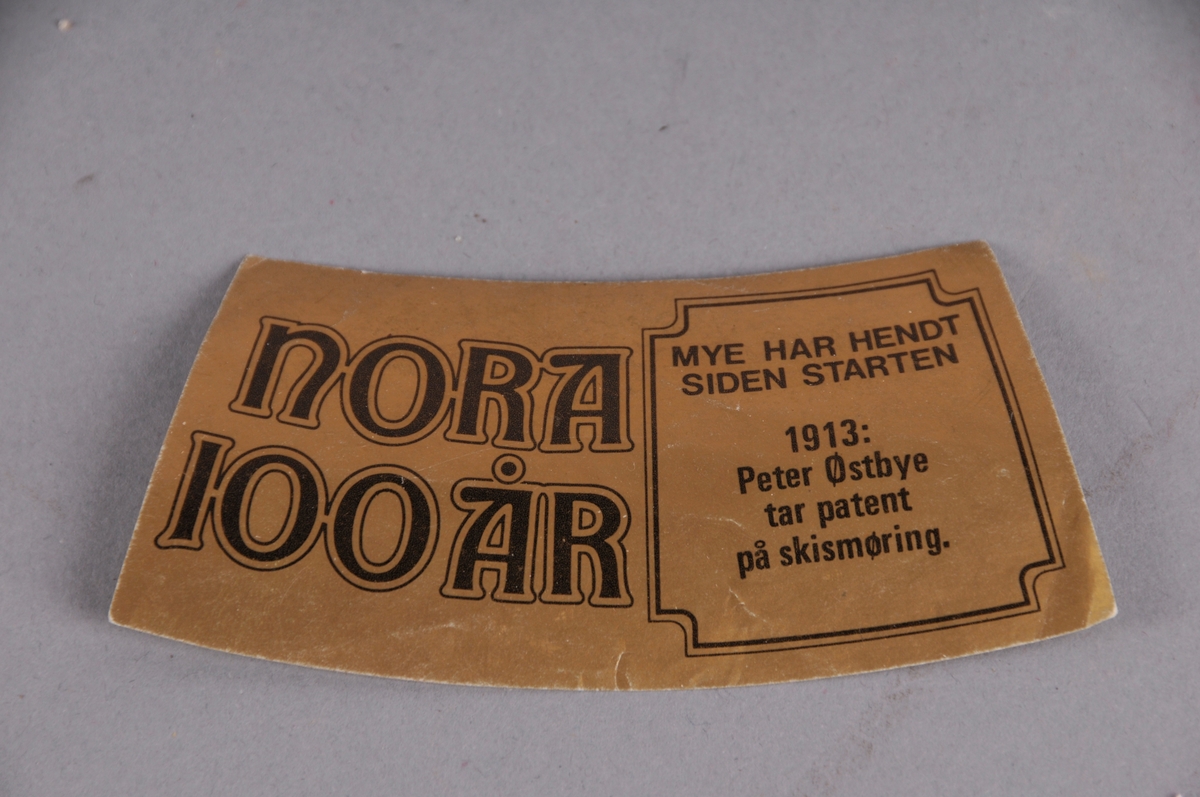 NORA
100 ÅR
MYE HAR HENDT
SIDEN STARTEN
1913:
Peter Østbye
tar patent
på skismøring.